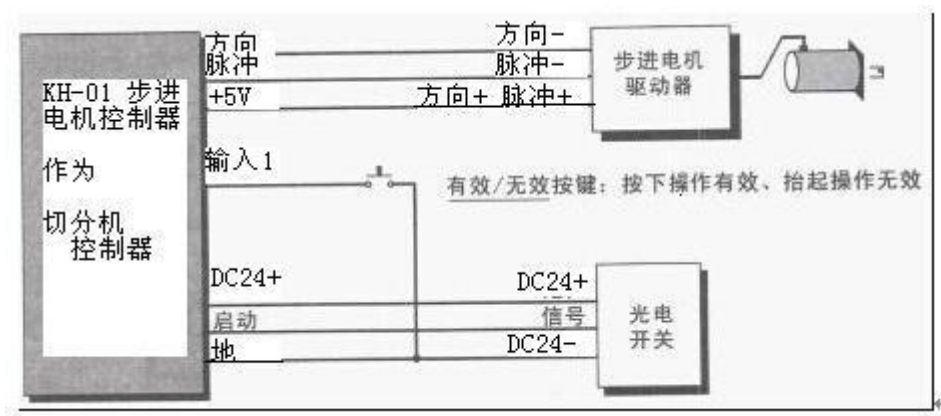 方向
脉冲
+5V
方向-
脉冲-
方向+ 脉冲+
步进电机
驱动器
KH-01 步进
电机控制器
作为
切分机
控制器
输入1
有效/无效按键：按下操作有效、抬起操作无效
DC24+
启动
地
DC24+
信号
DC24-
光电
开关